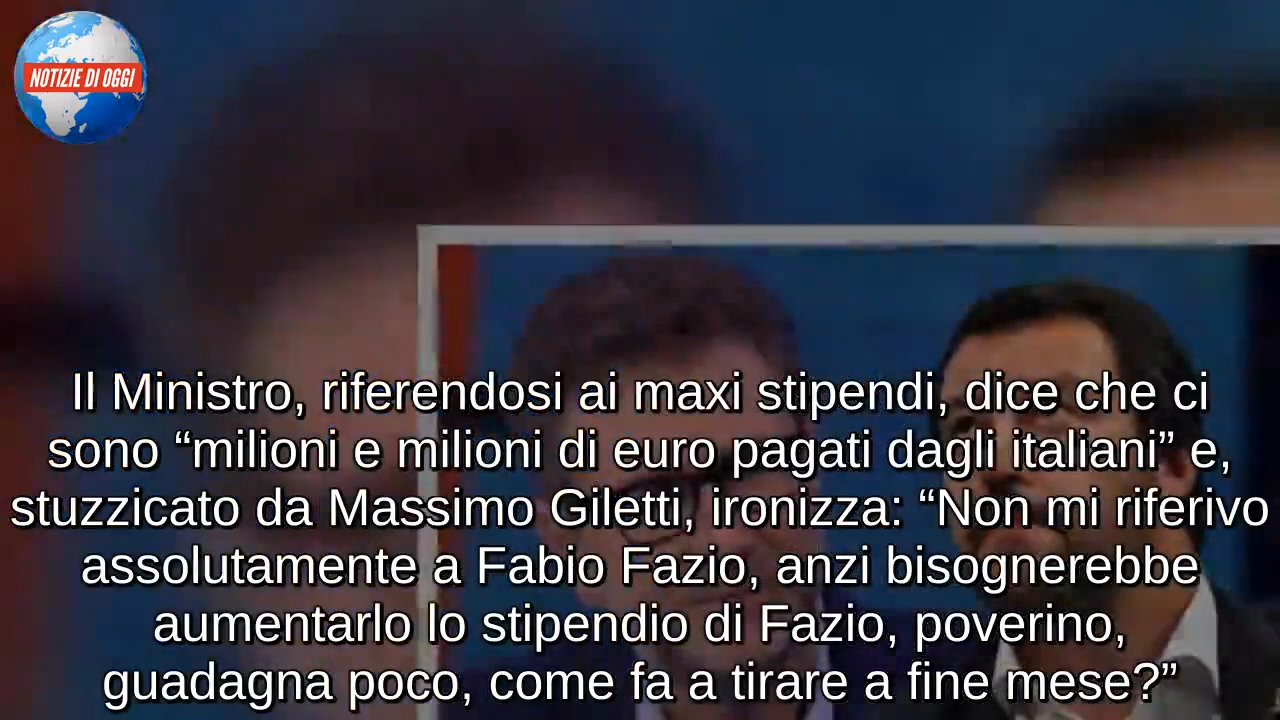 NOTIZIE DI OGGI
Il Ministro, riferendosi ai maxi stipendi, dice che ci
sono “milioni e milioni di euro pagati dagli italiani” e,
stuzzicato da Massimo Giletti, ironizza: “Non mi riferivo
assolutamente a Fabio Fazio, anzi bisognerebbe
aumentarlo lo stipendio di Fazio, poverino,
guadagna poco, come fa a tirare a fine mese?”